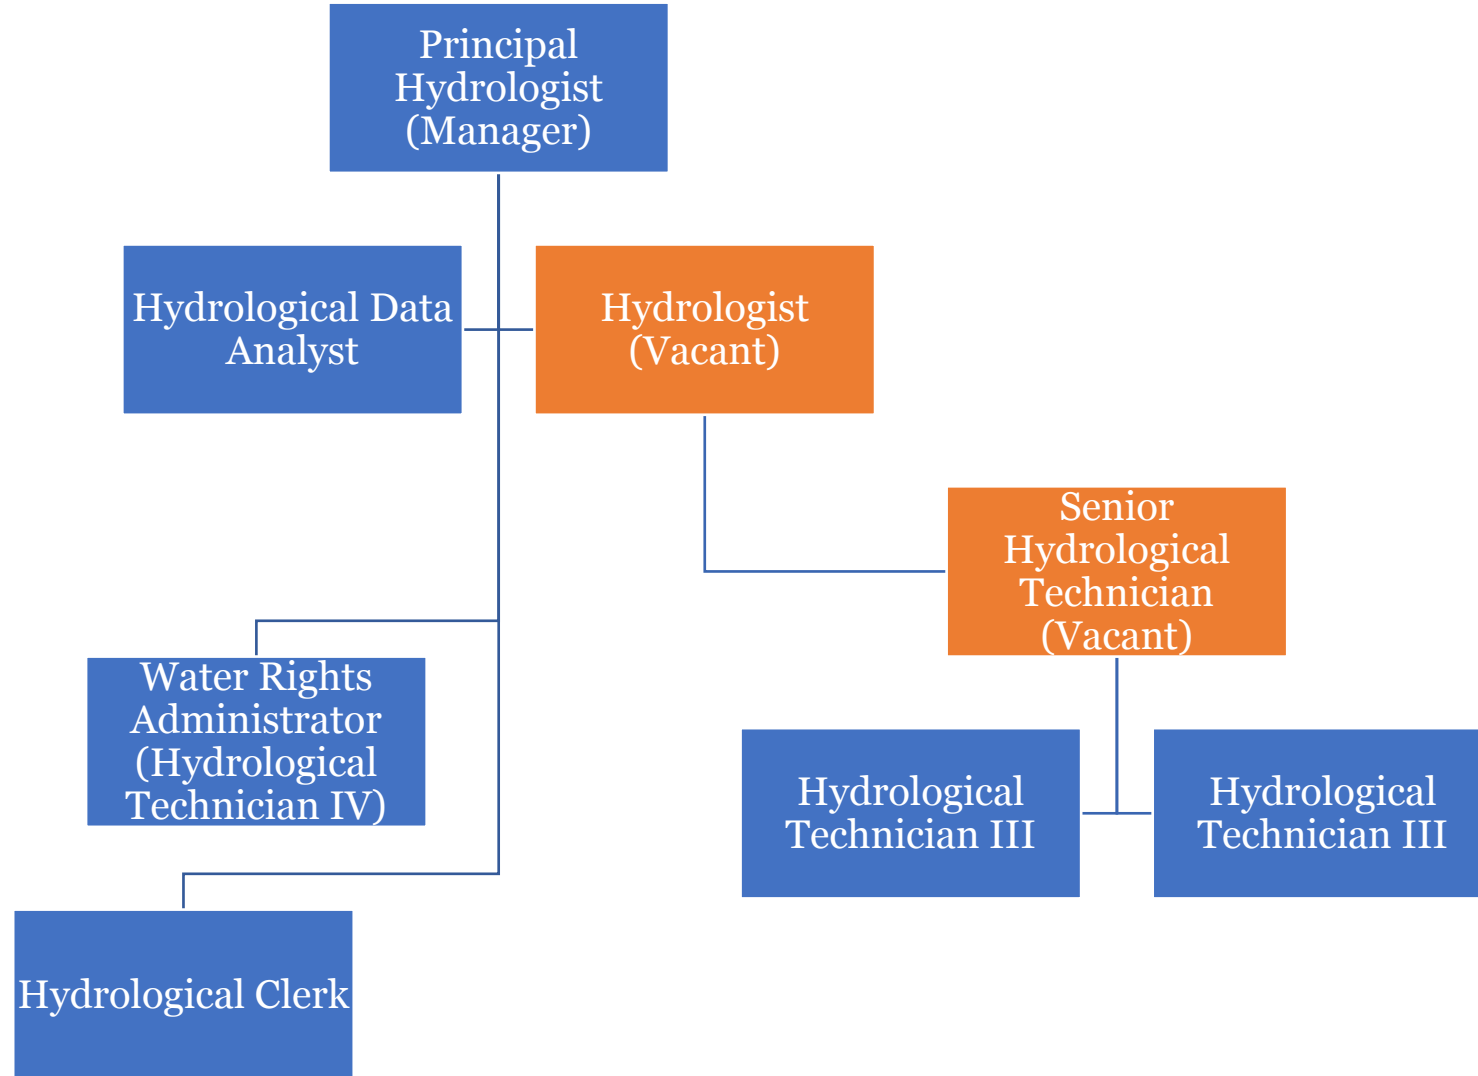 Principal
Hydrologist
(Manager)
Hydrological Data
Analyst
Hydrologist
(Vacant)
Senior
Hydrological
Technician
(Vacant)
Water Rights
Administrator
(Hydrological
Technician IV)
Hydrological
Technician III
Hydrological
Technician III
Hydrological Clerk